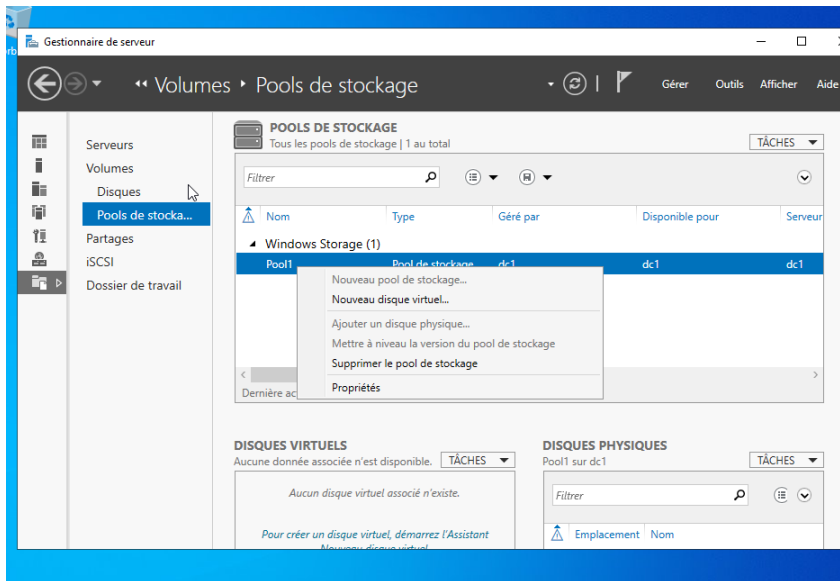 Gestionnaire de serveur
Volumes
Pools de stockage
Gérer
Outils
Afficher
Aide
Serveurs
Volumes
Disques
Pools de stocka...
Partages
iSCSI
Dossier de travail
POOLS DE STOCKAGE
Tous les pools de stockage | 1 au total
TÂCHES
Filtrer
Nom Type Géré par Disponible pour Serveur
Windows Storage (1)
Pool1 Pool de stockage dc1 dc1 dc1
Nouveau pool de stockage...
Nouveau disque virtuel...
Ajouter un disque physique...
Mettre à niveau la version du pool de stockage
Supprimer le pool de stockage
Propriétés
Dernière ac
DISQUES VIRTUELS
Aucune donnée associée n'est disponible.
TÂCHES
Aucun disque virtuel associé n'existe.
Pour créer un disque virtuel, démarrez l'Assistant
Nouveau disque virtuel.
DISQUES PHYSIQUES
Pool1 sur dc1
TÂCHES
Filtrer
Emplacement Nom